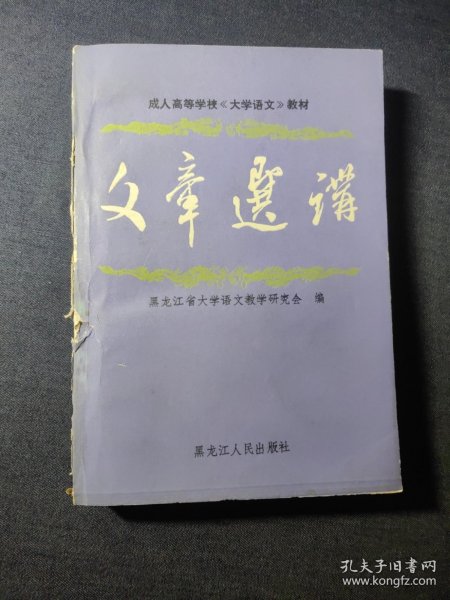 成人高等学校《大学语文》教材
文章選講
黑龙江省大学语文教学研究会 编
黑龙江人民出版社
孔夫子旧书网
www.kongfz.com